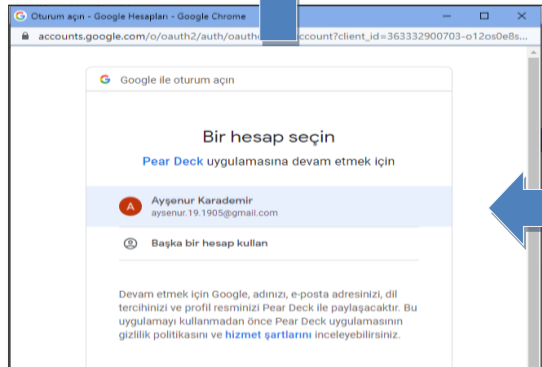 Oturum açın - Google Hesapları - Google Chrome
accounts.google.com/o/oauth2/auth/oauth ccount?client_id=363332900703-o12os0e8s...
Google ile oturum açın
Bir hesap seçin
Pear Deck uygulamasına devam etmek için
A
Ayşenur Karademir
aysenur.19.1905@gmail.com
Başka bir hesap kullan
Devam etmek için Google, adınızı, e-posta adresinizi, dil
tercihinizi ve profil resminizi Pear Deck ile paylaşacaktır. Bu
uygulamayı kullanmadan önce Pear Deck uygulamasının
gizlilik politikasını ve hizmet şartlarını inceleyebilirsiniz.